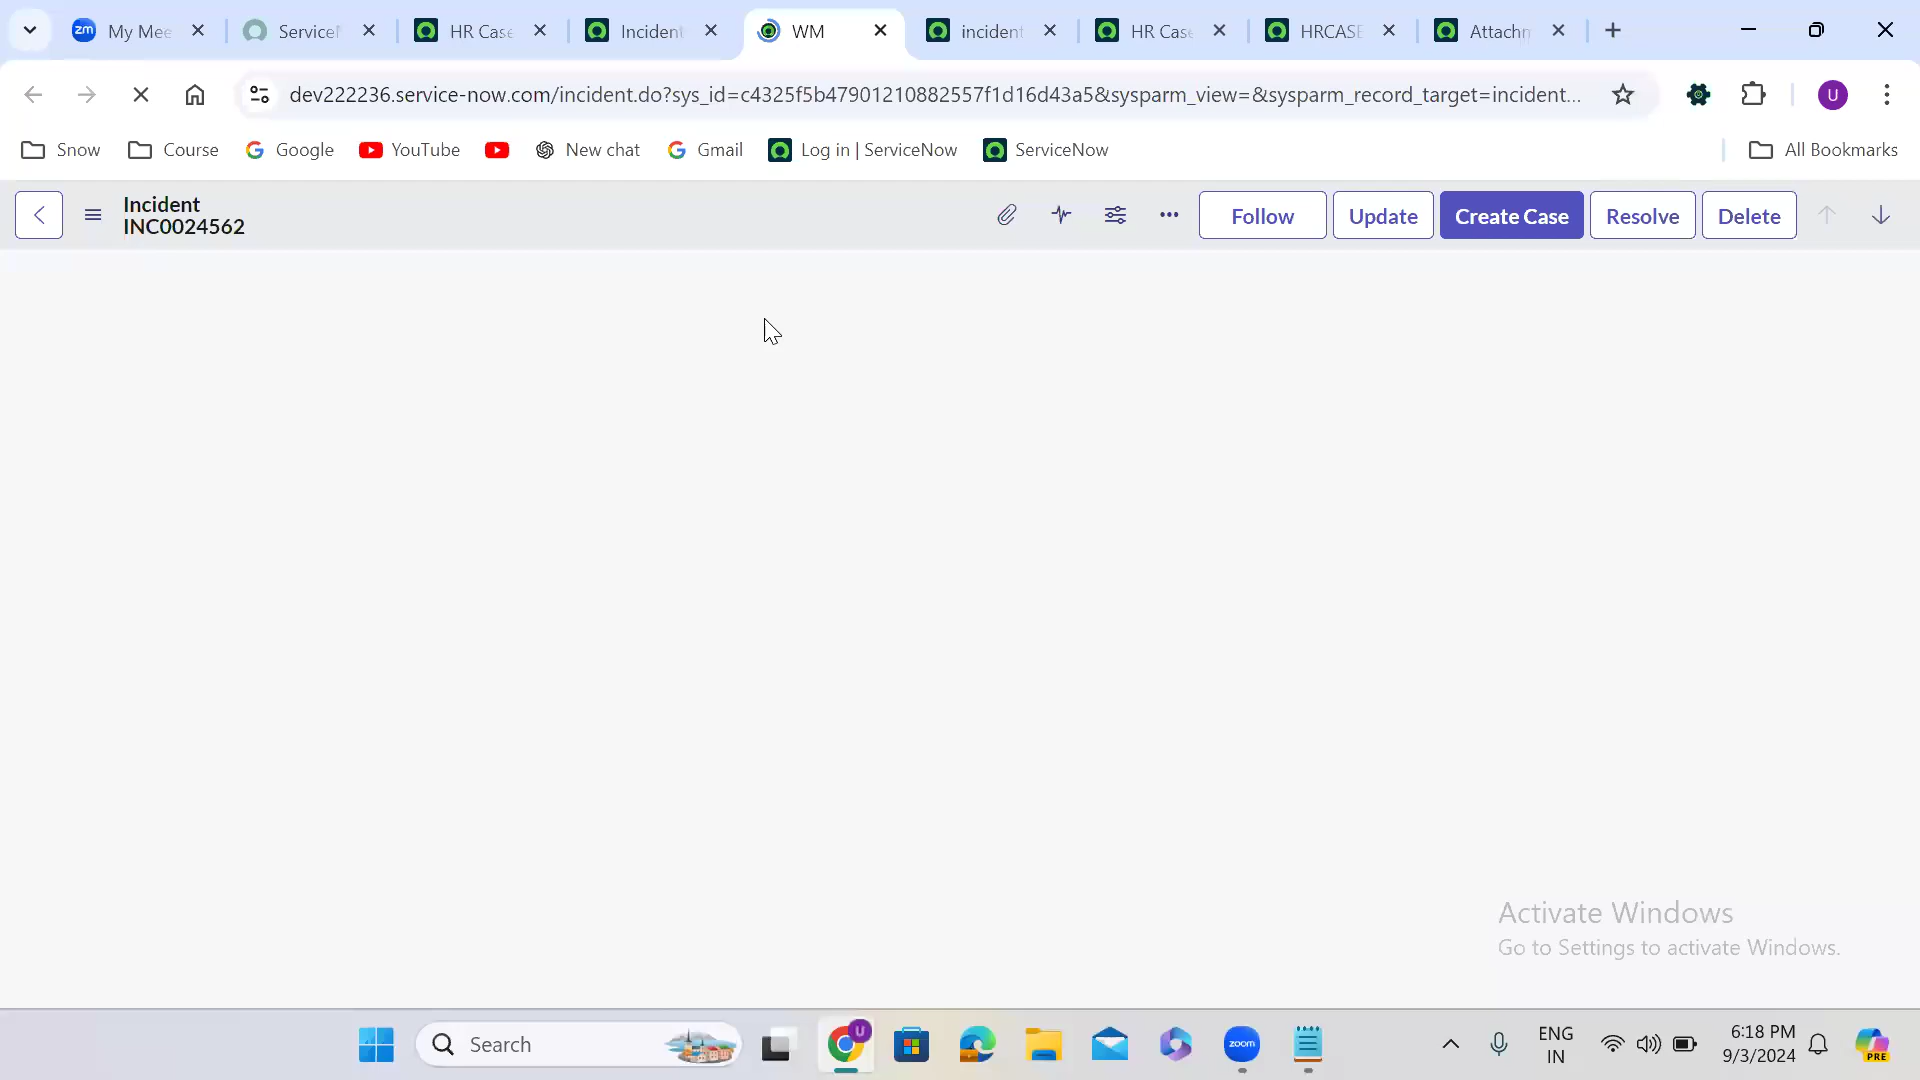 zm My Mee
ServiceN
HR Case
Incident
WM
incident
HR Case
HRCASE
Attachm
dev222236.service-now.com/incident.do?sys_id=c4325f5b47901210882557f1d16d43a5&sysparm_view=&sysparm_record_target=incident...
U
Snow
Course
Google
YouTube
New chat
Gmail
Log in | ServiceNow
ServiceNow
All Bookmarks
Incident
INC0024562
Follow
Update
Create Case
Resolve
Delete
Activate Windows
Go to Settings to activate Windows.
Search
U
zoom
ENG
IN
6:18 PM
9/3/2024
PRE